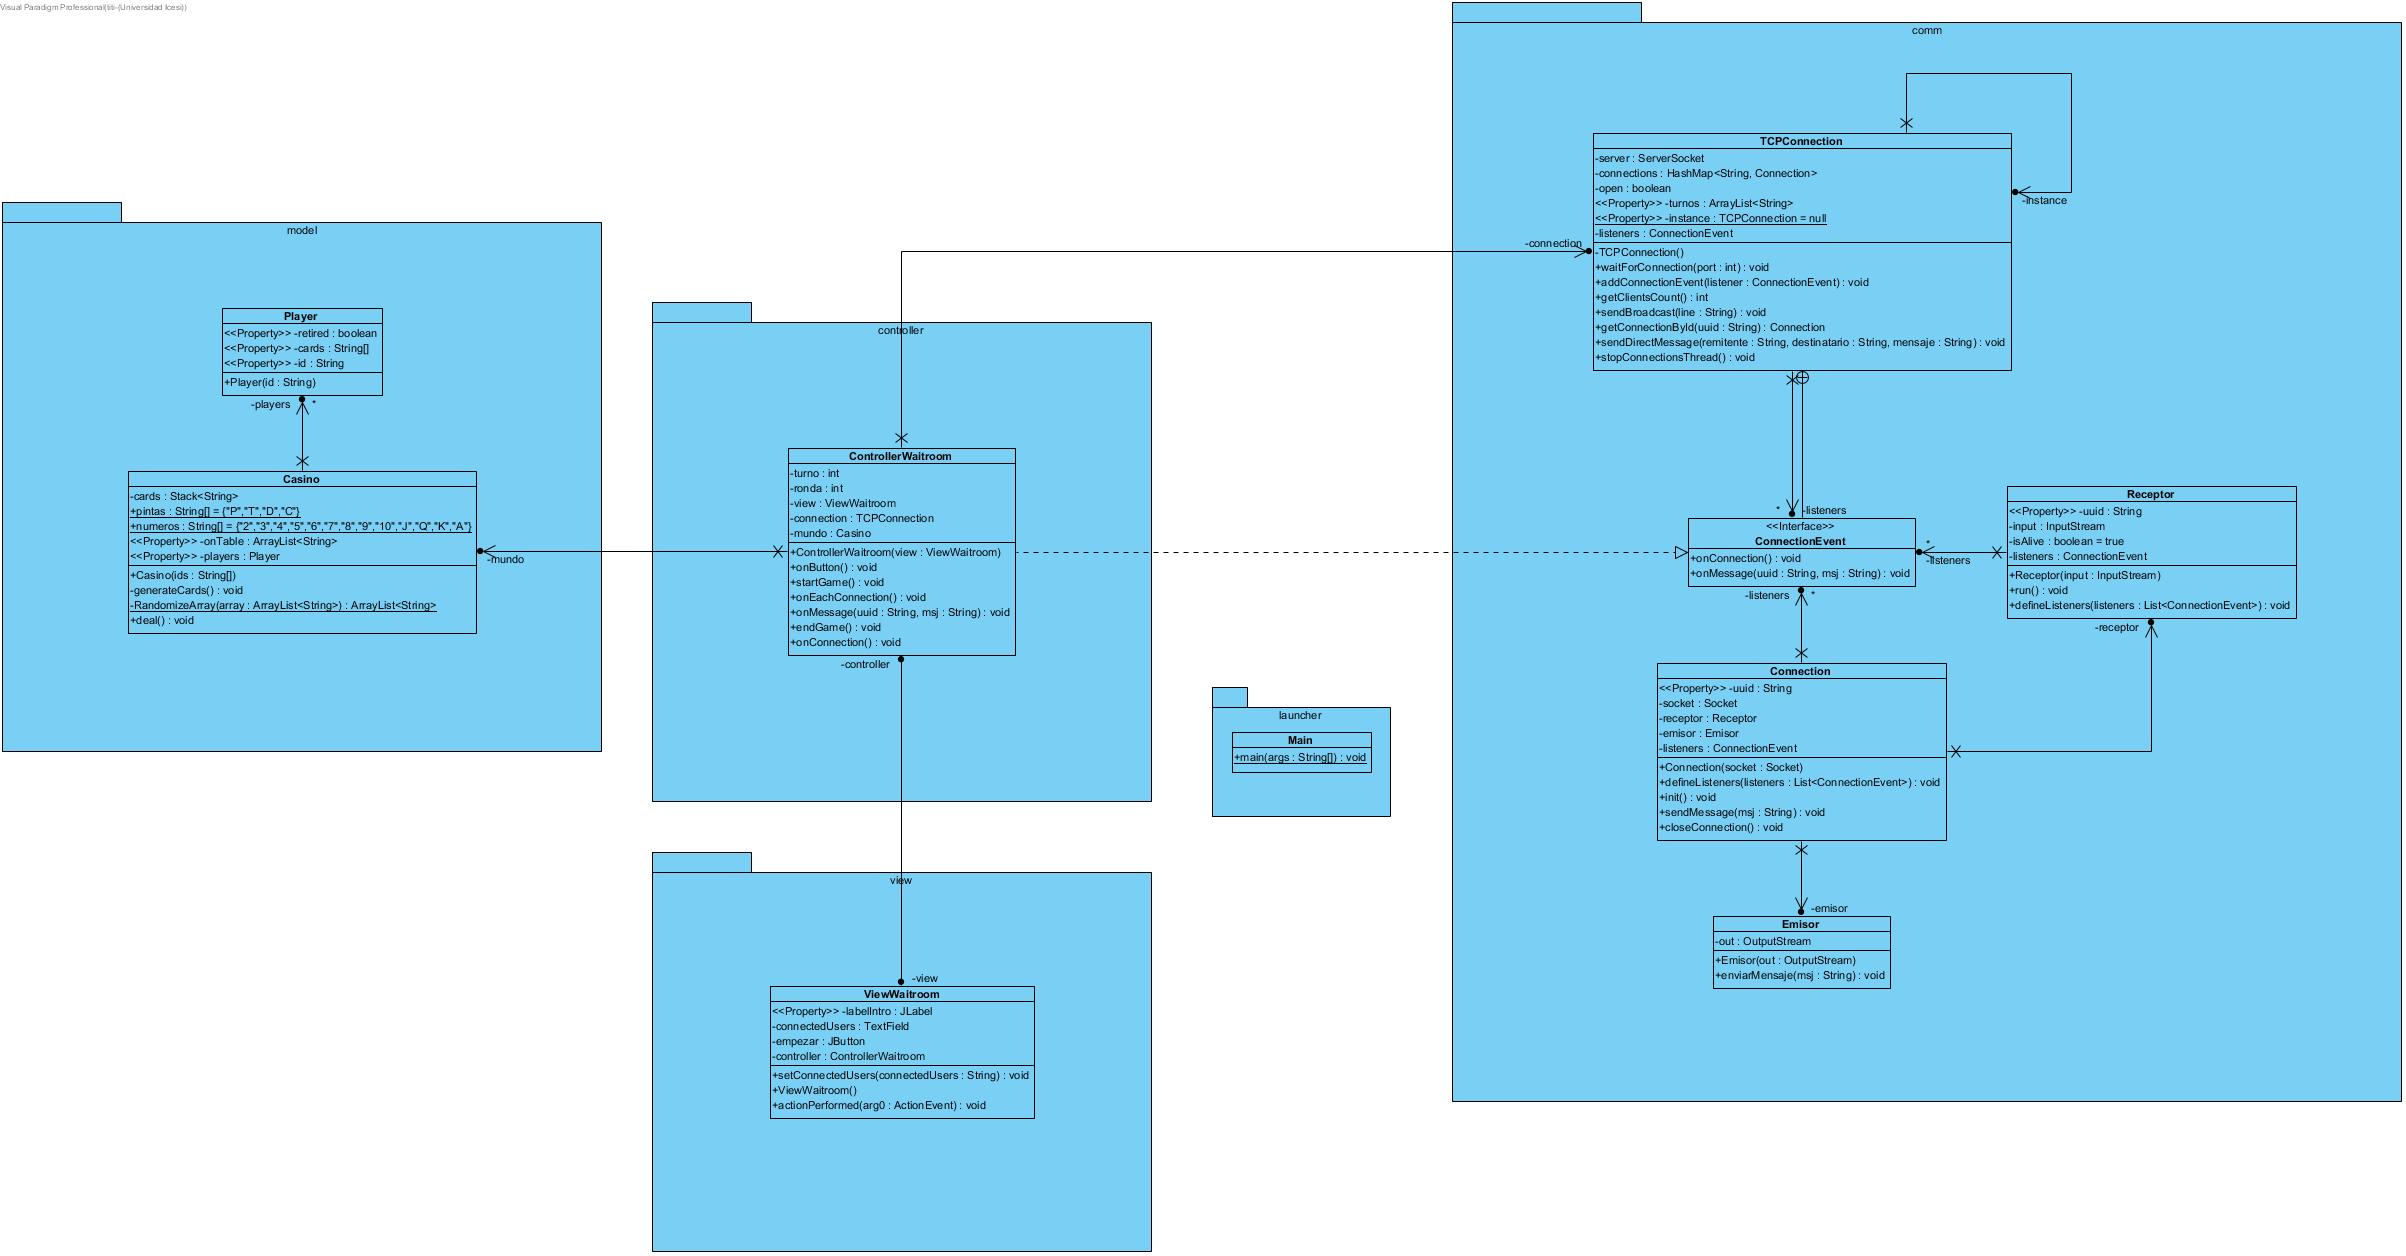 Visual Paradigm Professional(titi-(Universidad Icesi))
comm
TCPConnection
-server : ServerSocket
-connections : HashMap<String, Connection>
-open : boolean
<<Property>> -turnos : ArrayList<String>
<<Property>> -instance : TCPConnection = null
-listeners : ConnectionEvent
-TCPConnection()
+waitForConnection(port : int) : void
+addConnectionEvent(listener : ConnectionEvent) : void
+getClientsCount() : int
+sendBroadcast(line : String) : void
+getConnectionById(uuid : String) : Connection
+sendDirectMessage(remitente : String, destinatario : String, mensaje : String) : void
+stopConnectionsThread() : void
-instance
-connection
model
Player
<<Property>> -retired : boolean
<<Property>> -cards : String[]
<<Property>> -id : String
+Player(id : String)
-players
*
Casino
-cards : Stack<String>
+pintas : String[] = {"P","T","D","C"}
+numeros : String[] = {"2","3","4","5","6","7","8","9","10","J","Q","K","A"}
<<Property>> -onTable : ArrayList<String>
<<Property>> -players : Player
+Casino(ids : String[])
-generateCards() : void
-RandomizeArray(array : ArrayList<String>) : ArrayList<String>
+deal() : void
-mundo
controller
ControllerWaitroom
-turno : int
-ronda : int
-view : ViewWaitroom
-connection : TCPConnection
-mundo : Casino
+ControllerWaitroom(view : ViewWaitroom)
+onButton() : void
+startGame() : void
+onEachConnection() : void
+onMessage(uuid : String, msj : String) : void
+endGame() : void
+onConnection() : void
-controller
* -listeners
<<Interface>>
ConnectionEvent
+onConnection() : void
+onMessage(uuid : String, msj : String) : void
*
-listeners
-listeners
*
Receptor
<<Property>> -uuid : String
-input : InputStream
-isAlive : boolean = true
-listeners : ConnectionEvent
+Receptor(input : InputStream)
+run() : void
+defineListeners(listeners : List<ConnectionEvent>) : void
-receptor
Connection
<<Property>> -uuid : String
-socket : Socket
-receptor : Receptor
-emisor : Emisor
-listeners : ConnectionEvent
+Connection(socket : Socket)
+defineListeners(listeners : List<ConnectionEvent>) : void
+init() : void
+sendMessage(msj : String) : void
+closeConnection() : void
-emisor
Emisor
-out : OutputStream
+Emisor(out : OutputStream)
+enviarMensaje(msj : String) : void
launcher
Main
+main(args : String[]) : void
view
-view
ViewWaitroom
<<Property>> -labelIntro : JLabel
-connectedUsers : TextField
-empezar : JButton
-controller : ControllerWaitroom
+setConnectedUsers(connectedUsers : String) : void
+ViewWaitroom()
+actionPerformed(arg0 : ActionEvent) : void